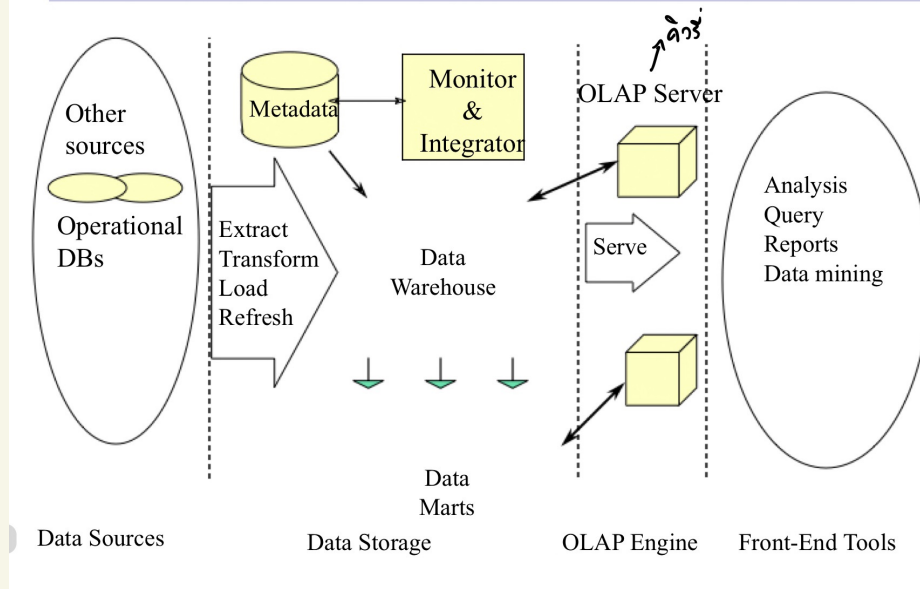 คิวรี่
OLAP Server
Metadata
Monitor
&
Integrator
Other
sources
Operational
DBs
Extract
Transform
Load
Refresh
Data
Warehouse
Serve
Analysis
Query
Reports
Data mining
Data
Marts
Data Sources
Data Storage
OLAP Engine
Front-End Tools